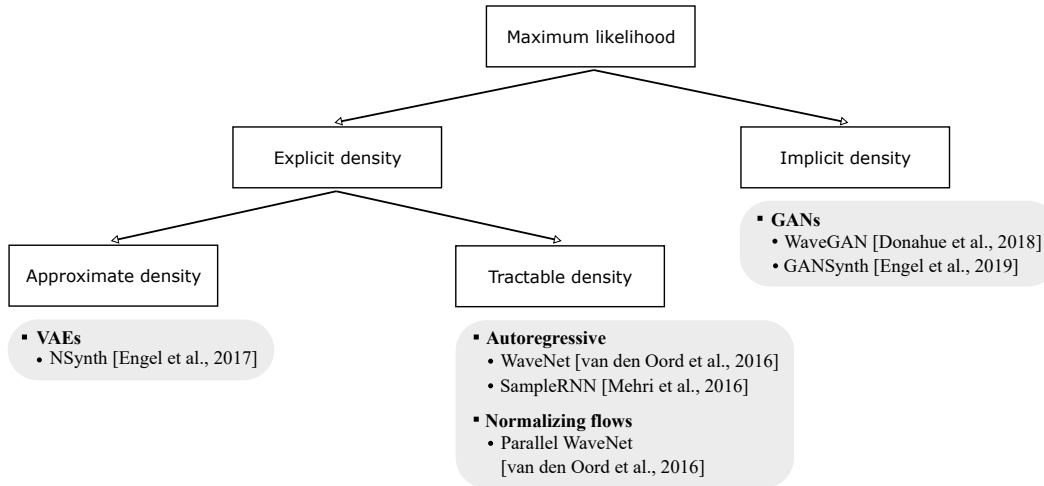 Maximum likelihood
Explicit density
Implicit density
▪ GANs
• WaveGAN [Donahue et al., 2018]
• GANSynth [Engel et al., 2019]
Approximate density
Tractable density
▪ VAEs
• NSynth [Engel et al., 2017]
▪ Autoregressive
• WaveNet [van den Oord et al., 2016]
• SampleRNN [Mehri et al., 2016]
▪ Normalizing flows
• Parallel WaveNet
[van den Oord et al., 2016]